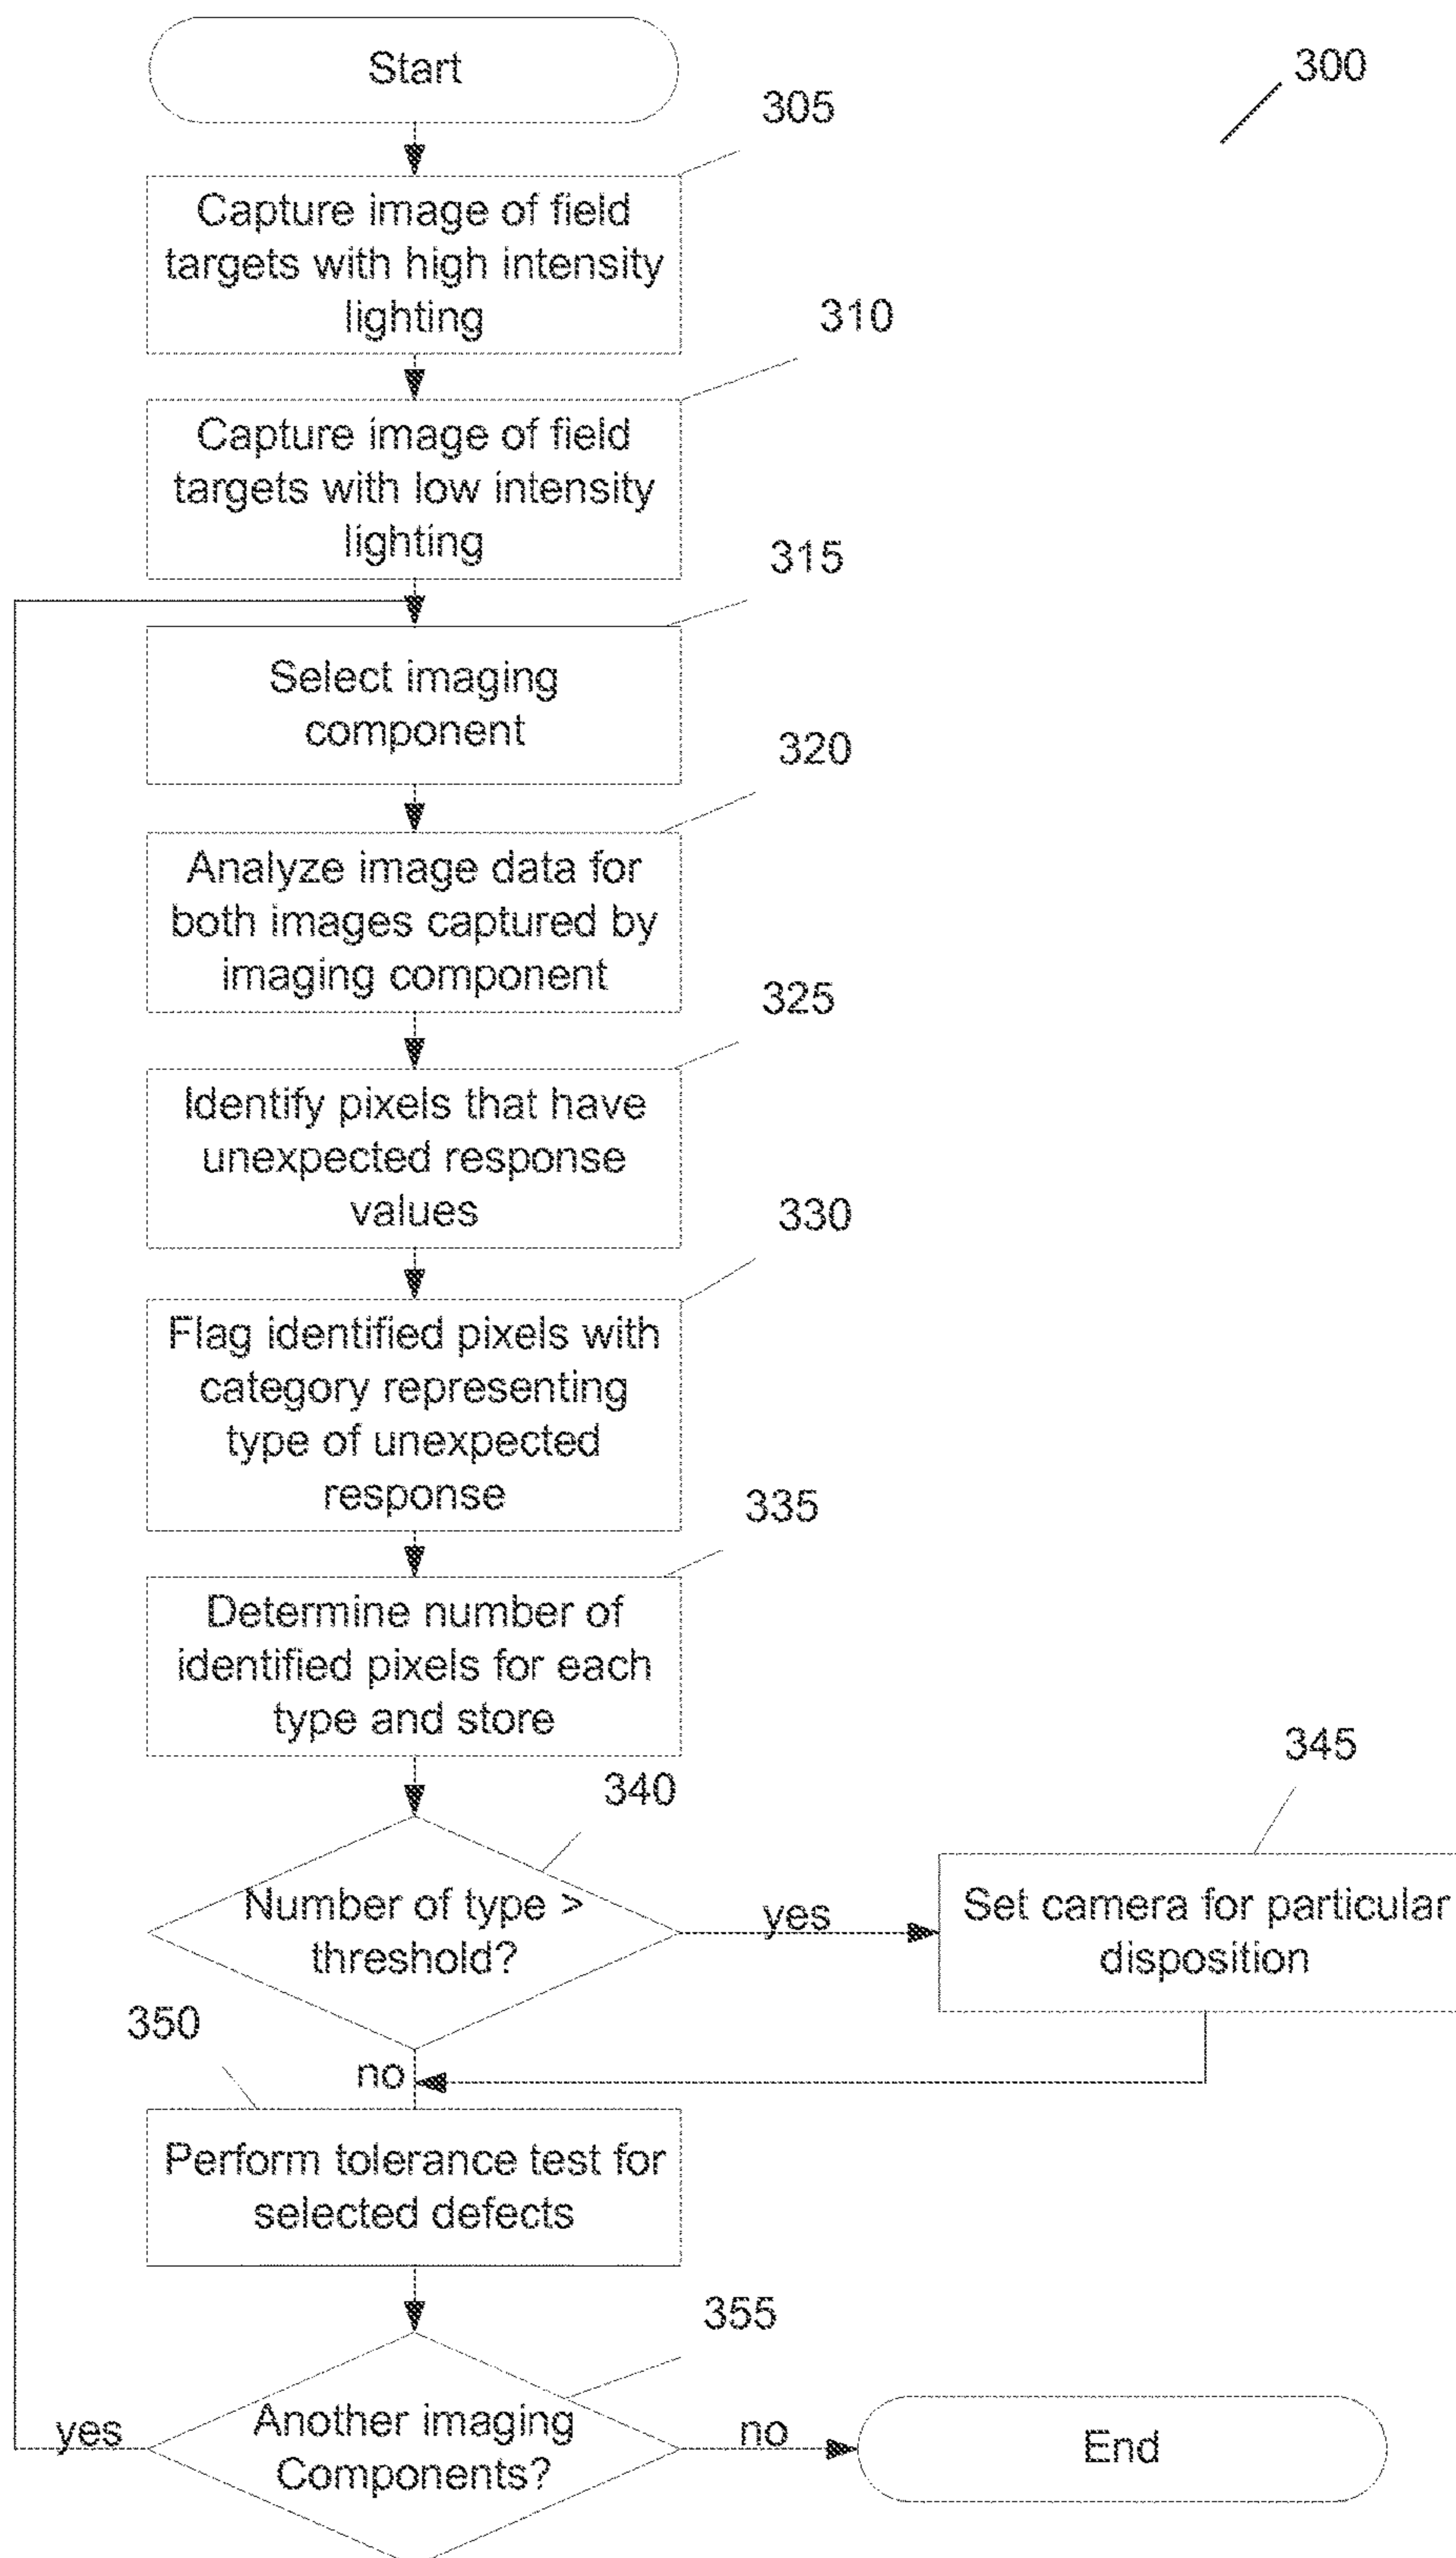 Start
300
305
Capture image of field
targets with high intensity
lighting
310
Capture image of field
targets with low intensity
lighting
315
Select imaging
component
320
Analyze image data for
both images captured by
imaging component
325
Identify pixels that have
unexpected response
values
330
Flag identified pixels with
category representing
type of unexpected
response
335
Determine number of
identified pixels for each
type and store
340
Number of type >
threshold?
yes
345
Set camera for particular
disposition
350
no
Perform tolerance test for
selected defects
355
Another imaging
Components?
yes
no
End